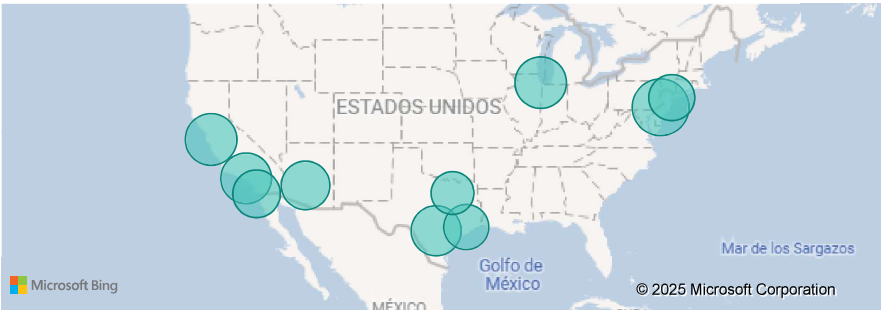 ESTADOS UNIDOS
Mar de los Sargazos
Golfo de
México
Microsoft Bing
© 2025 Microsoft Corporation
MÉXICO